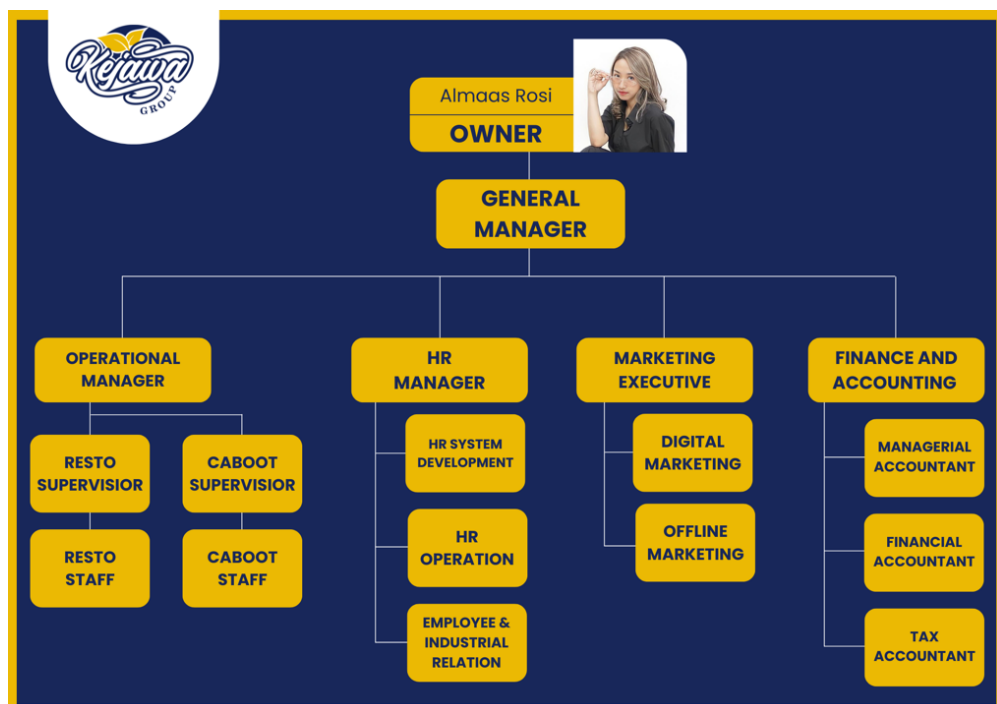 Kejawa
GROUP
Almaas Rosi
OWNER
GENERAL
MANAGER
OPERATIONAL
MANAGER
HR
MANAGER
MARKETING
EXECUTIVE
FINANCE AND
ACCOUNTING
RESTO
SUPERVISIOR
CABOOT
SUPERVISIOR
RESTO
STAFF
CABOOT
STAFF
HR SYSTEM
DEVELOPMENT
HR
OPERATION
EMPLOYEE &
INDUSTRIAL
RELATION
DIGITAL
MARKETING
OFFLINE
MARKETING
MANAGERIAL
ACCOUNTANT
FINANCIAL
ACCOUNTANT
TAX
ACCOUNTANT